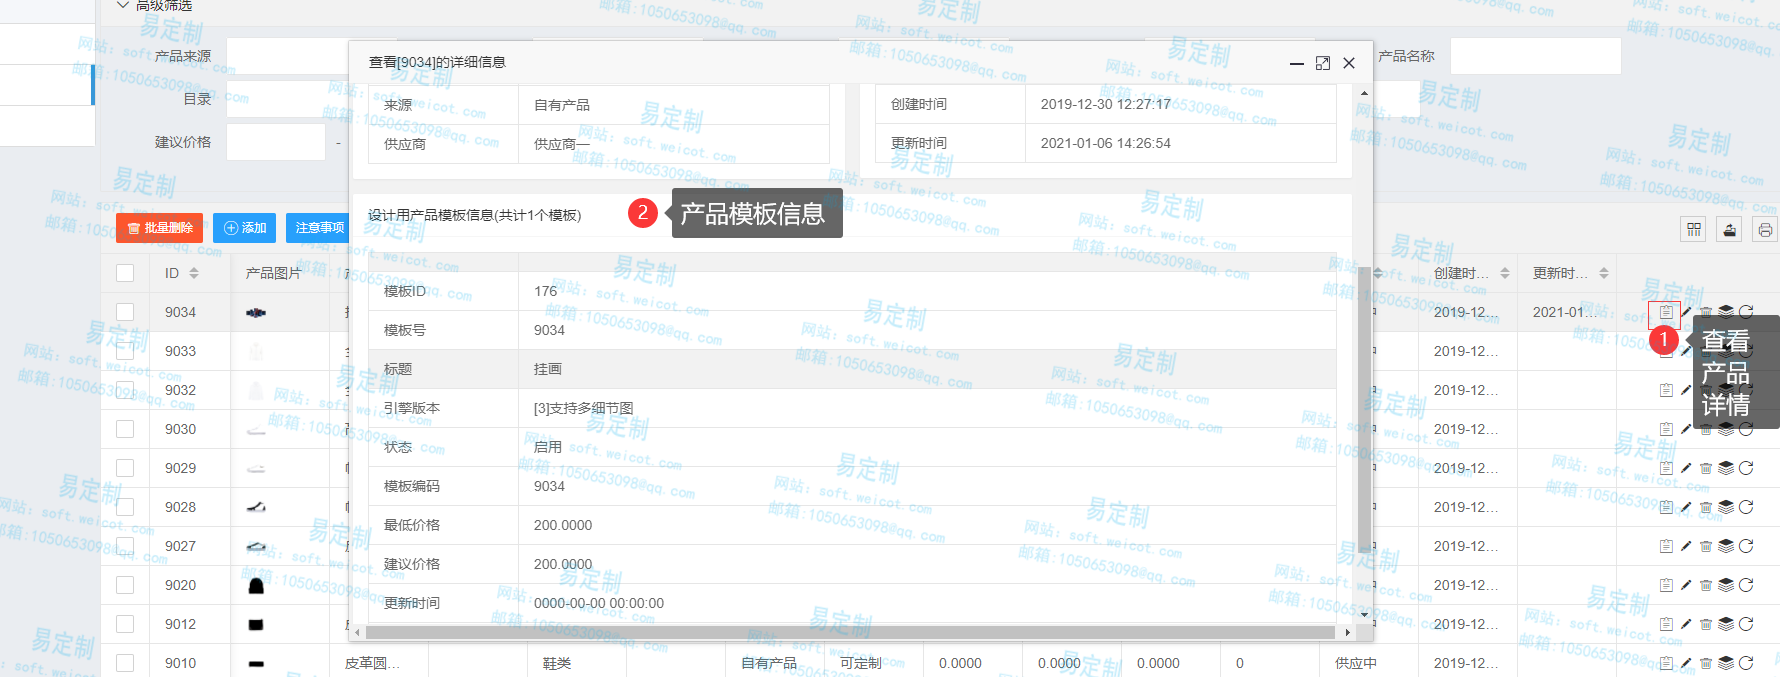 高级筛选
产品来源
产品名称
目录
建议价格
-
批量删除
添加
注意事项
ID
产品图片
创建时...
更新时...
9034
2019-12...
2021-01...
9033
2019-12...
9032
2019-12...
9030
2019-12...
9029
2019-12...
9028
2019-12...
9027
2019-12...
9020
2019-12...
9012
2019-12...
9010
皮革圆...
鞋类
自有产品
可定制
0.0000
0.0000
0.0000
0
供应中
2019-12...
查看[9034]的详细信息
来源
自有产品
供应商
供应商一
创建时间
2019-12-30 12:27:17
更新时间
2021-01-06 14:26:54
设计用产品模板信息(共计1个模板)
2
产品模板信息
模板ID
176
模板号
9034
标题
挂画
引擎版本
[3]支持多细节图
状态
启用
模板编码
9034
最低价格
200.0000
建议价格
200.0000
更新时间
0000-00-00 00:00:00
1
查看
产品
详情
易定制
网站：soft.weicot.com
邮箱:1050653098@qq.com